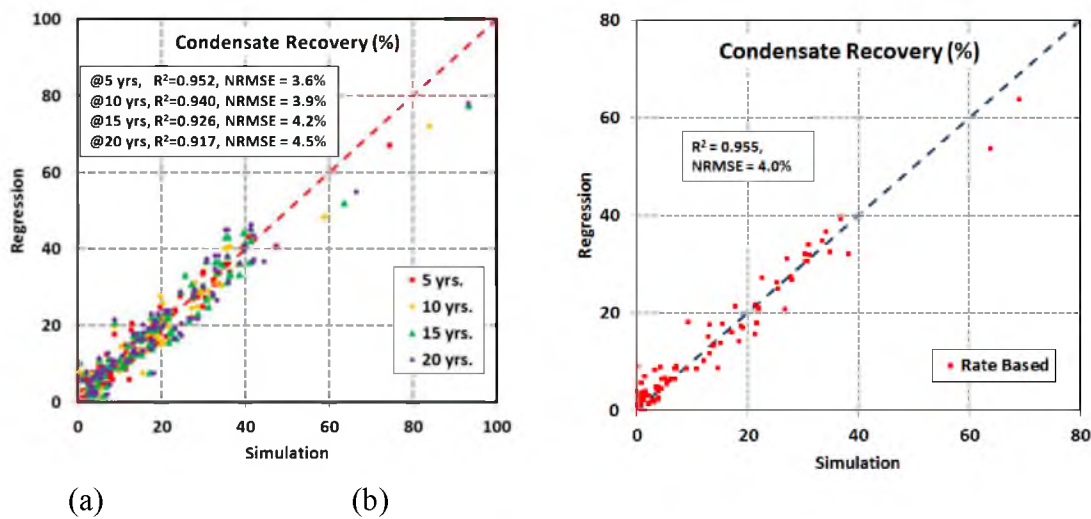 Condensate Recovery (%)
@5 yrs, R²=0.952, NRMSE = 3.6%
@10 yrs, R²=0.940, NRMSE = 3.9%
@15 yrs, R²=0.926, NRMSE = 4.2%
@20 yrs, R²=0.917, NRMSE = 4.5%
100
80
60
40
20
0
Regression
5 yrs.
10 yrs.
15 yrs.
20 yrs.
0 20 40 60 80 100
Simulation
Condensate Recovery (%)
R² = 0.955,
NRMSE = 4.0%
80
60
40
20
0
Regression
Rate Based
0 20 40 60 80
Simulation
(a) (b)